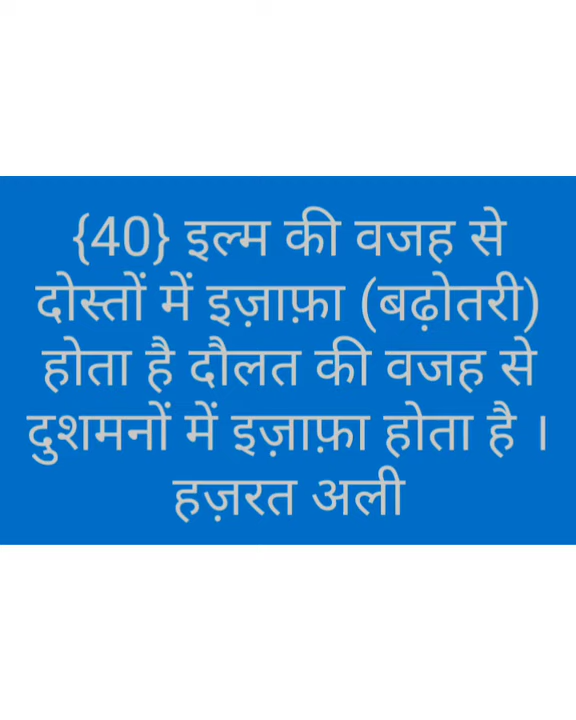 {40} इल्म की वजह से
दोस्तों में इज़ाफ़ा (बढ़ोतरी)
होता है दौलत की वजह से
दुशमनों में इज़ाफ़ा होता है ।
हज़रत अली